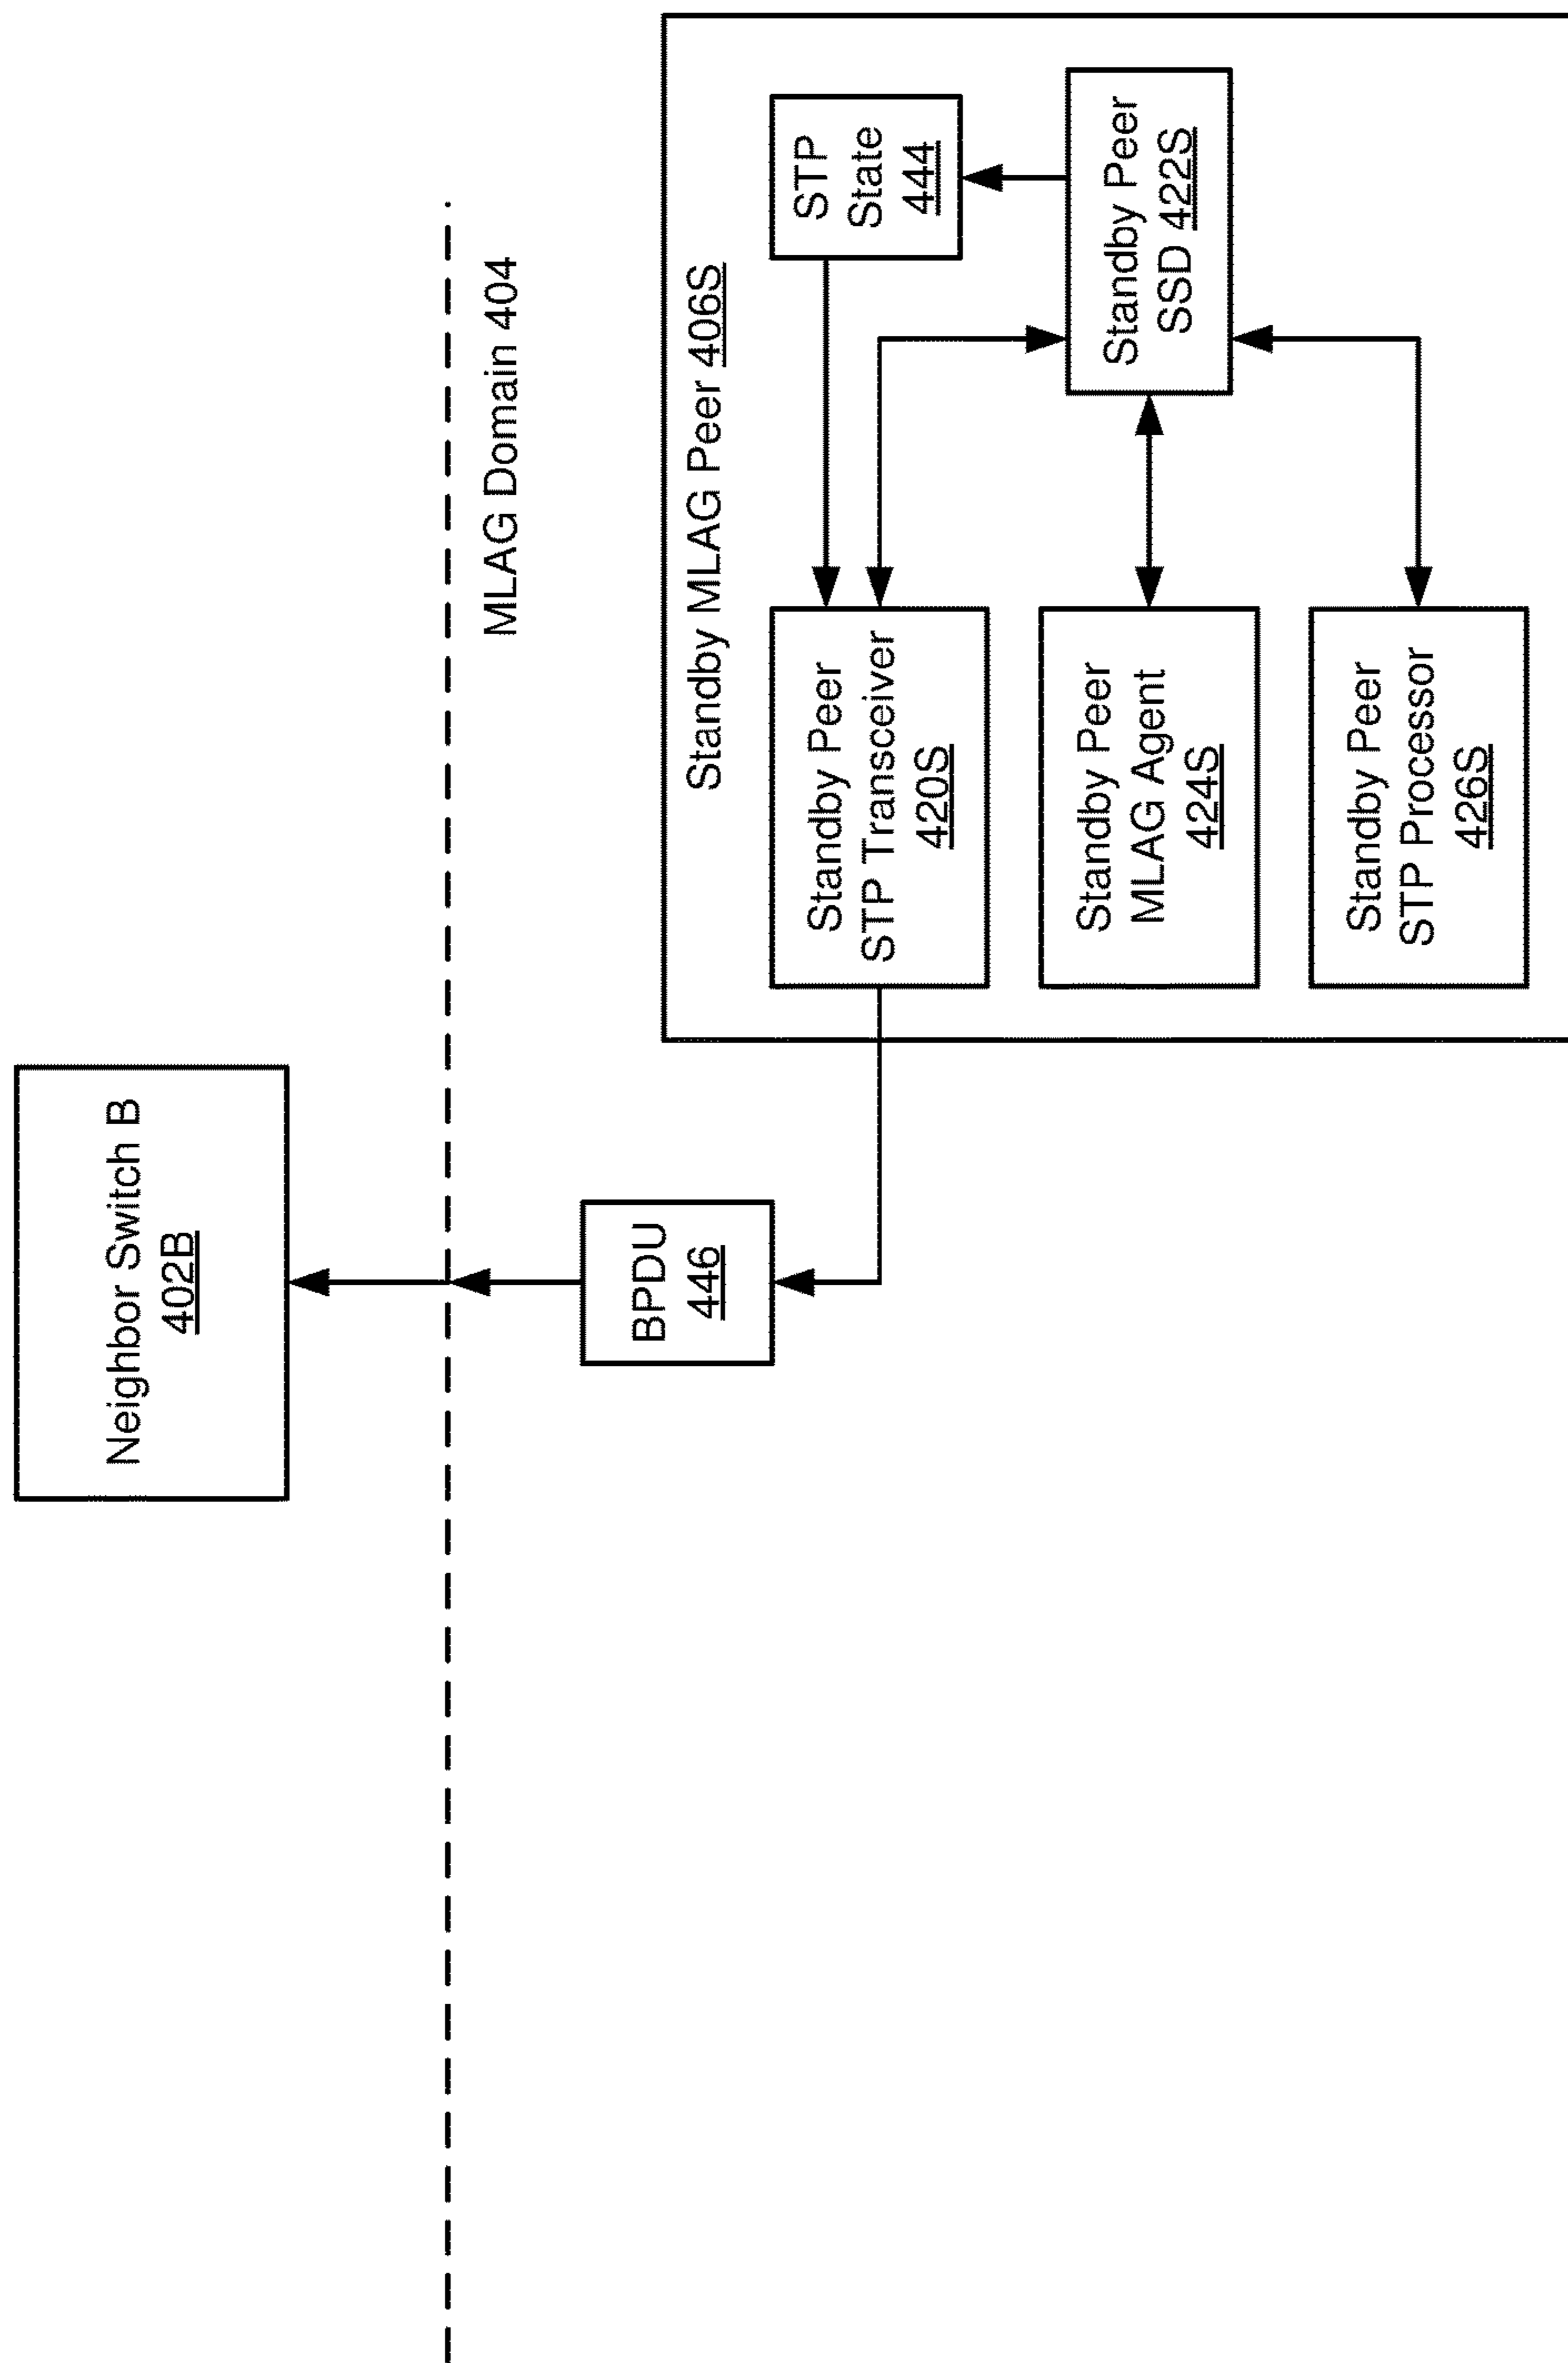 Neighbor Switch B
402B
MLAG Domain 404
BPDU
446
Standby MLAG Peer 406S
Standby Peer
STP Transceiver
420S
STP
State
444
Standby Peer
MLAG Agent
424S
Standby Peer
SSD 422S
Standby Peer
STP Processor
426S